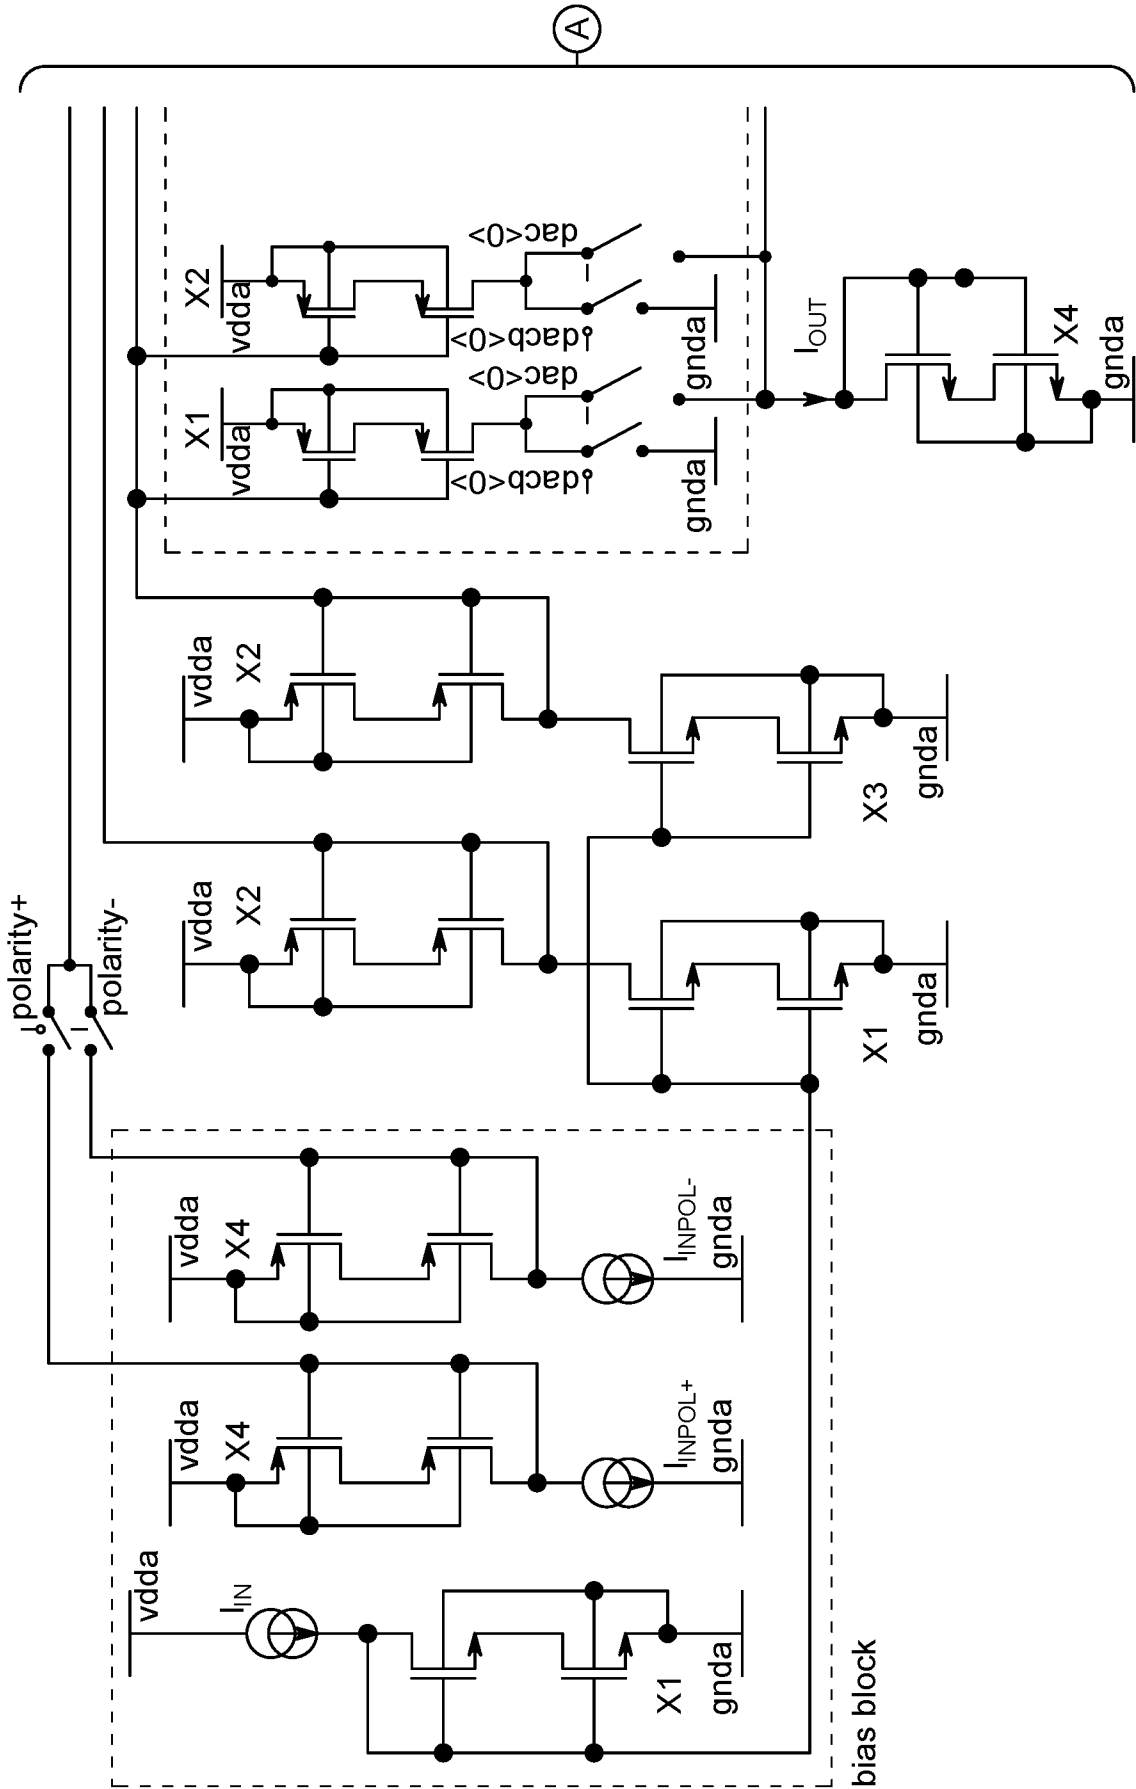 A
X2
vdda
dac<0>
dacb<0>
gnda
X1
vdda
dac<0>
dacb<0>
gnda
IOUT
X4
gnda
vdda
X2
X3
gnda
polarity+
polarity-
vdda
X2
X1
gnda
vdda
X4
IINPOL-
gnda
vdda
X4
IINPOL+
gnda
vdda
IIN
X1
gnda
bias block